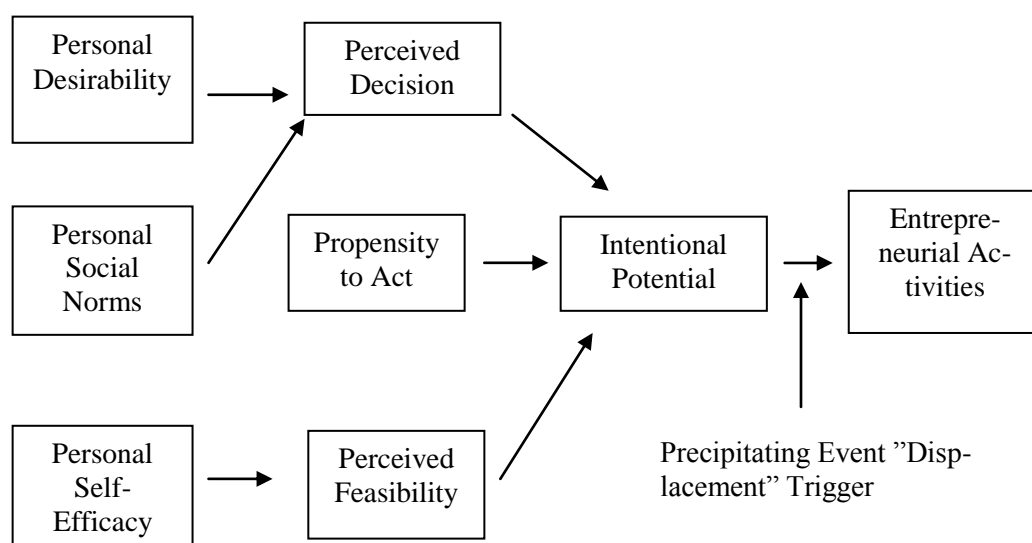 Personal
Desirability
Perceived
Decision
Personal
Social
Norms
Propensity
to Act
Intentional
Potential
Entrepre-
neurial Ac-
tivities
Personal
Self-
Efficacy
Perceived
Feasibility
Precipitating Event ”Disp-
lacement” Trigger